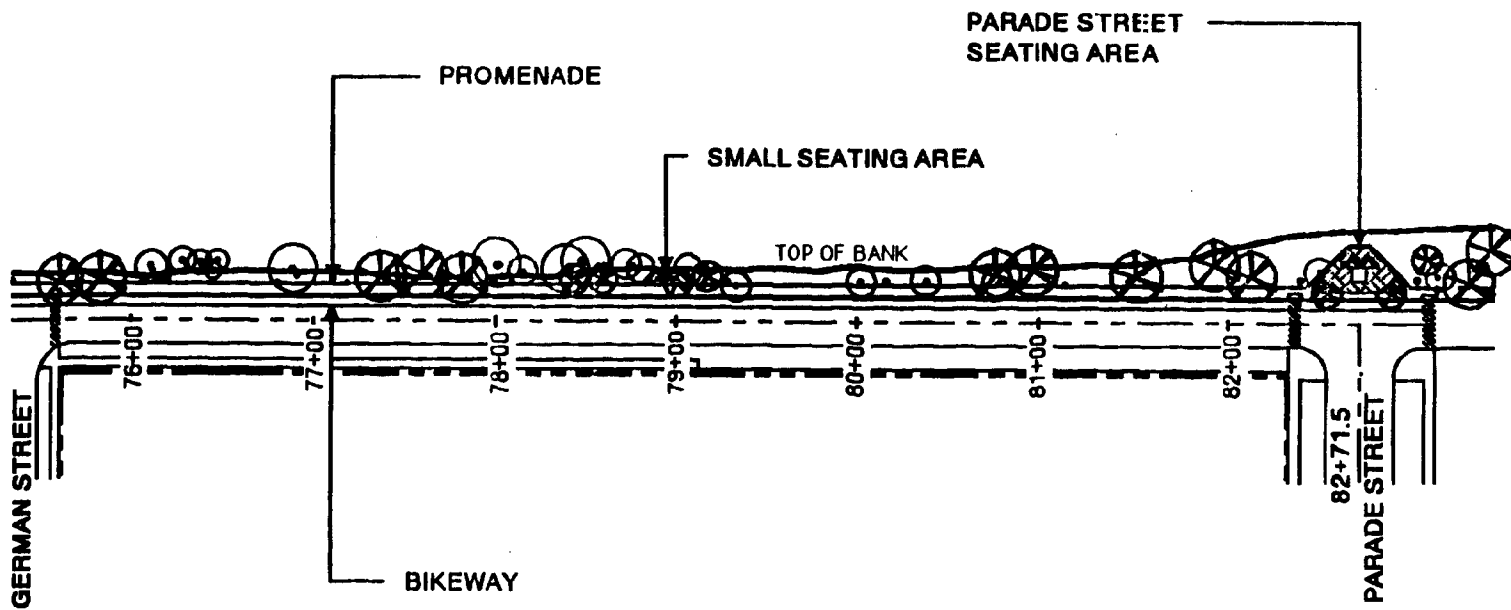 PARADE STREET
SEATING AREA
PROMENADE
SMALL SEATING AREA
TOP OF BANK
76+00
77+00
78+00
79+00
80+00
81+00
82+00
82+71.5
GERMAN STREET
PARADE STREET
BIKEWAY